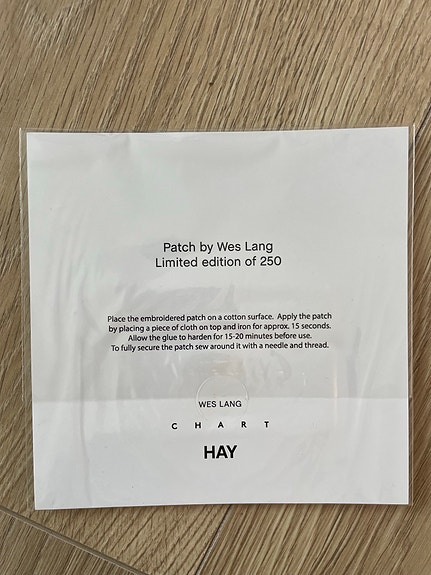 Patch by Wes Lang
Limited edition of 250
Place the embroidered patch on a cotton surface. Apply the patch
by placing a piece of cloth on top and iron for approx. 15 seconds.
Allow the glue to harden for 15-20 minutes before use.
To fully secure the patch sew around it with a needle and thread.
WES LANG
C H A R T
HAY